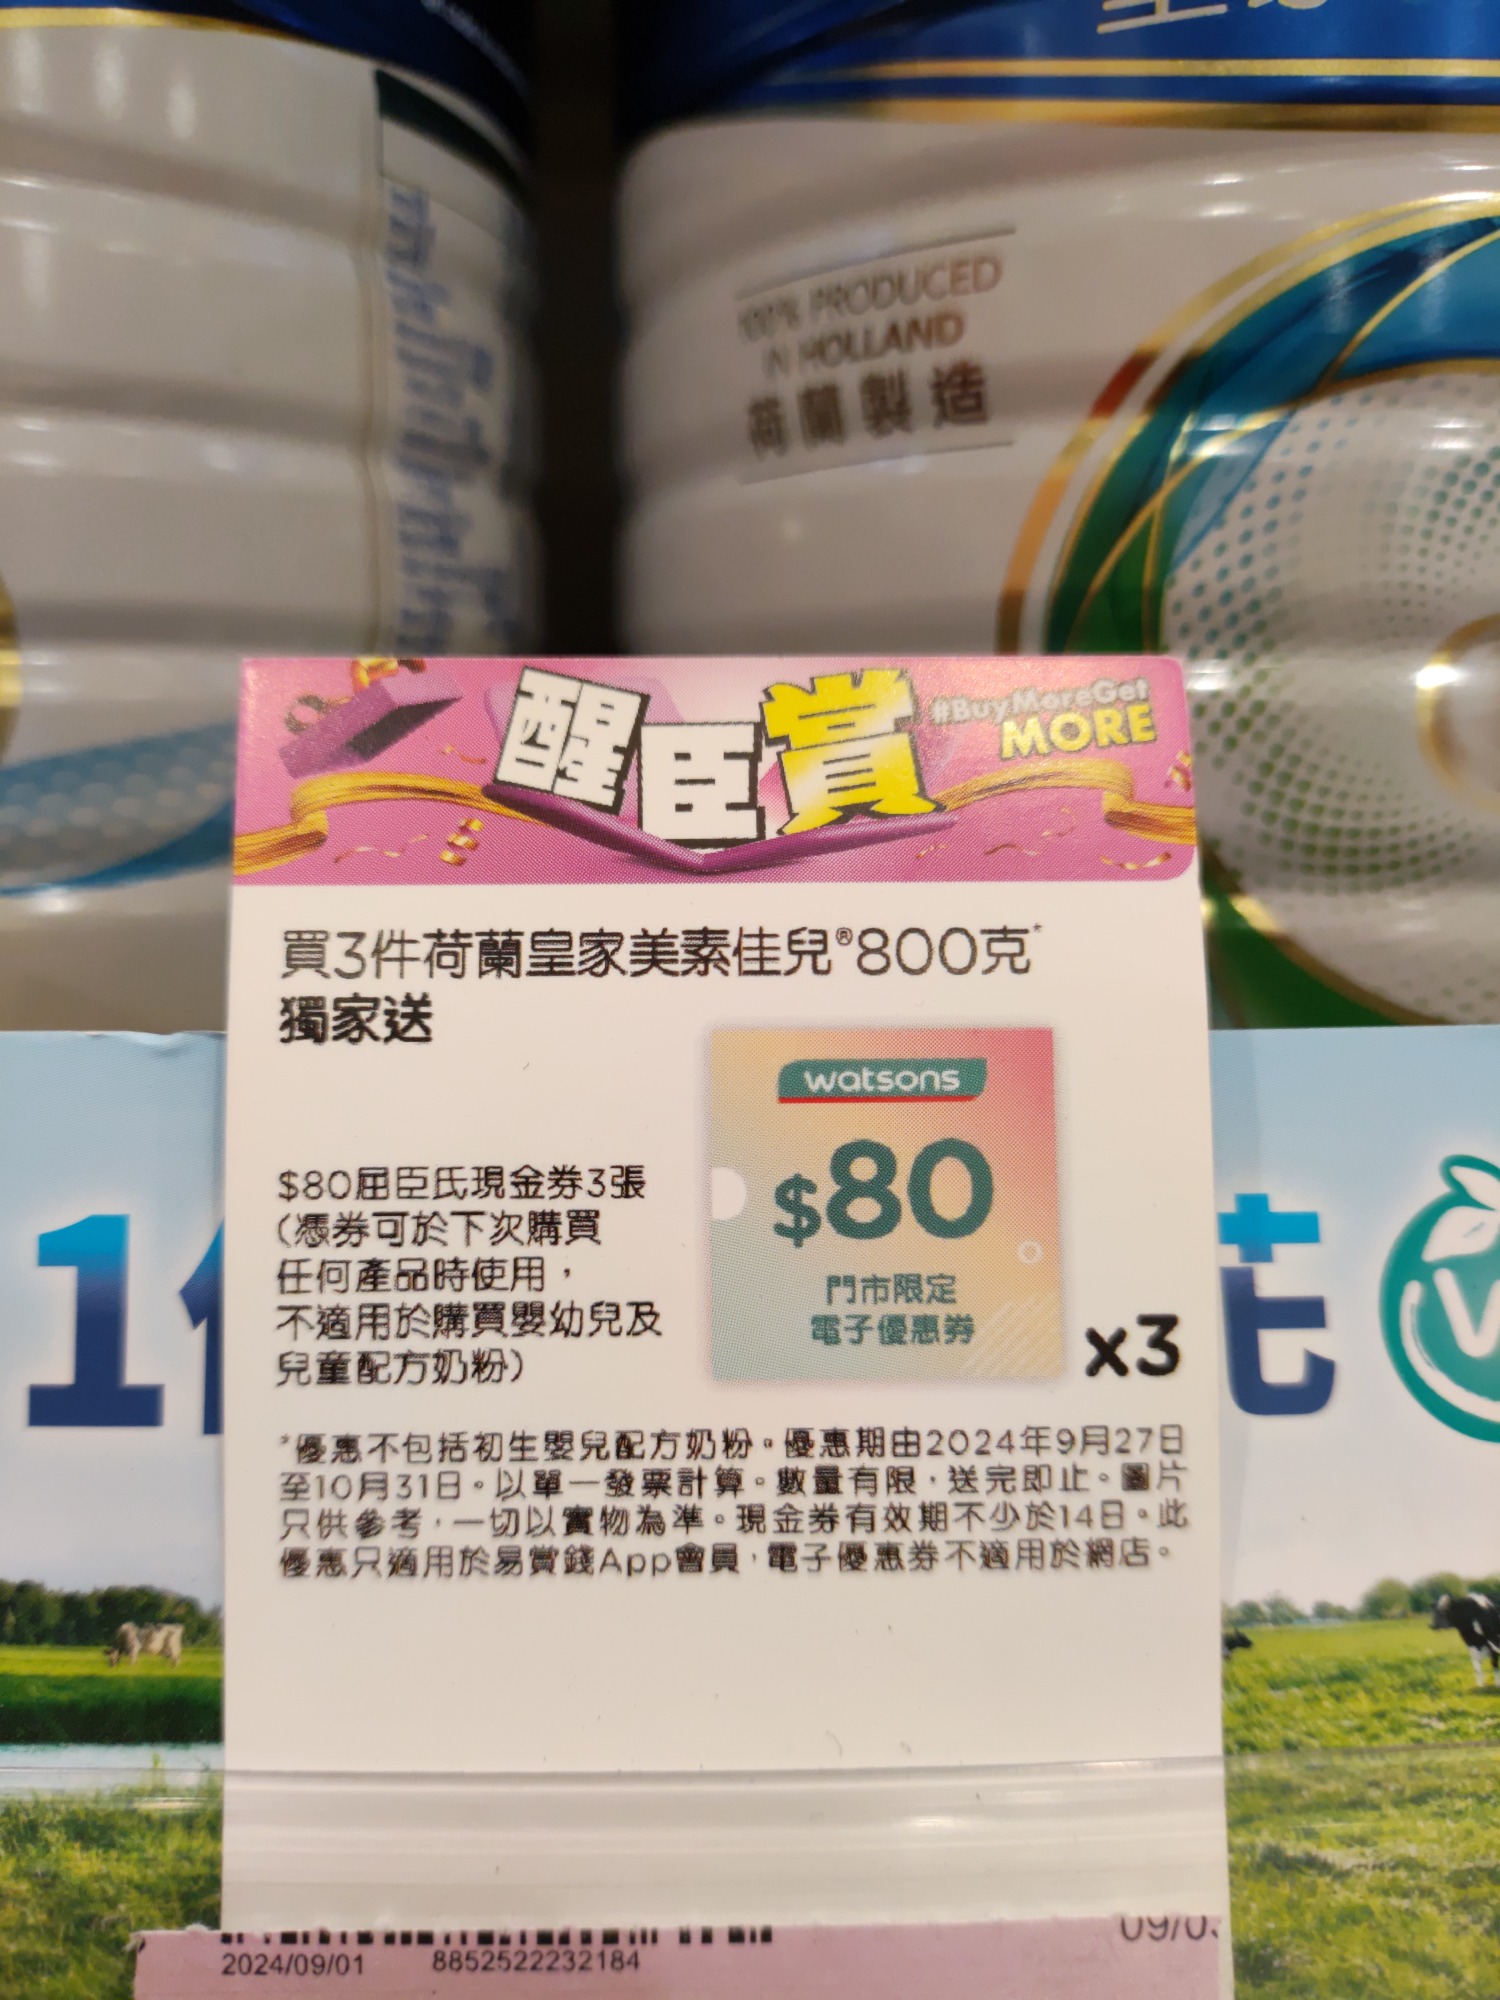 100% PRODUCED
IN HOLLAND
荷蘭製造
醒臣賞
#BuyMoreGet
MORE
買3件荷蘭皇家美素佳兒®800克*
獨家送
watsons
$80
門市限定
電子優惠券
x3
$80屈臣氏現金券3張
(憑券可於下次購買
任何產品時使用，
不適用於購買嬰幼兒及
兒童配方奶粉)
*優惠不包括初生嬰兒配方奶粉。優惠期由2024年9月27日
至10月31日。以單一發票計算。數量有限，送完即止。圖片
只供參考，一切以實物為準。現金券有效期不少於14日。此
優惠只適用於易賞錢App會員，電子優惠券不適用於網店。
1
2024/09/01 8852522232184